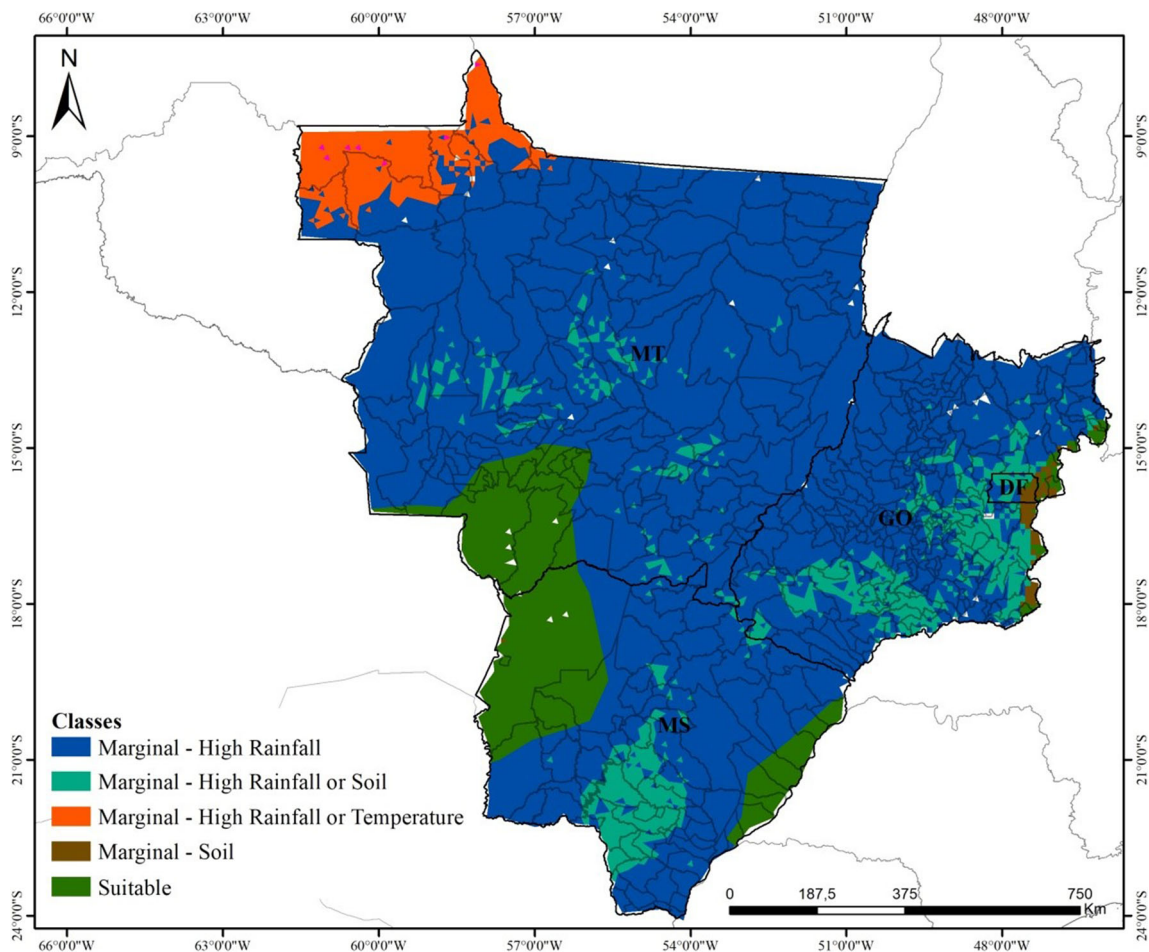 66°0'0"W 63°0'0"W 60°0'0"W 57°0'0"W 54°0'0"W 51°0'0"W 48°0'0"W
N
9°0'0"S 9°0'0"S
12°0'0"S 12°0'0"S
MT
15°0'0"S 15°0'0"S
DF
GO
18°0'0"S 18°0'0"S
Classes
MS
Marginal - High Rainfall
21°0'0"S 21°0'0"S
Marginal - High Rainfall or Soil
Marginal - High Rainfall or Temperature
Marginal - Soil
Suitable
0 187,5 375 750
Km
24°0'0"S 24°0'0"S
66°0'0"W 63°0'0"W 60°0'0"W 57°0'0"W 54°0'0"W 51°0'0"W 48°0'0"W